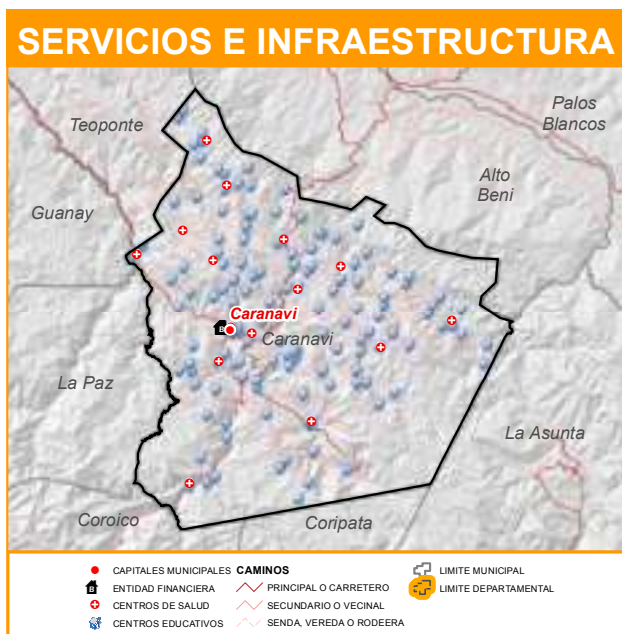 SERVICIOS E INFRAESTRUCTURA
Palos
Blancos
Teoponte
Alto
Beni
Guanay
Caranavi
B
Caranavi
La Paz
La Asunta
Coroico
Coripata
CAPITALES MUNICIPALES
B ENTIDAD FINANCIERA
CENTROS DE SALUD
CENTROS EDUCATIVOS
CAMINOS
PRINCIPAL O CARRETERO
SECUNDARIO O VECINAL
SENDA, VEREDA O RODEERA
LIMITE MUNICIPAL
LIMITE DEPARTAMENTAL